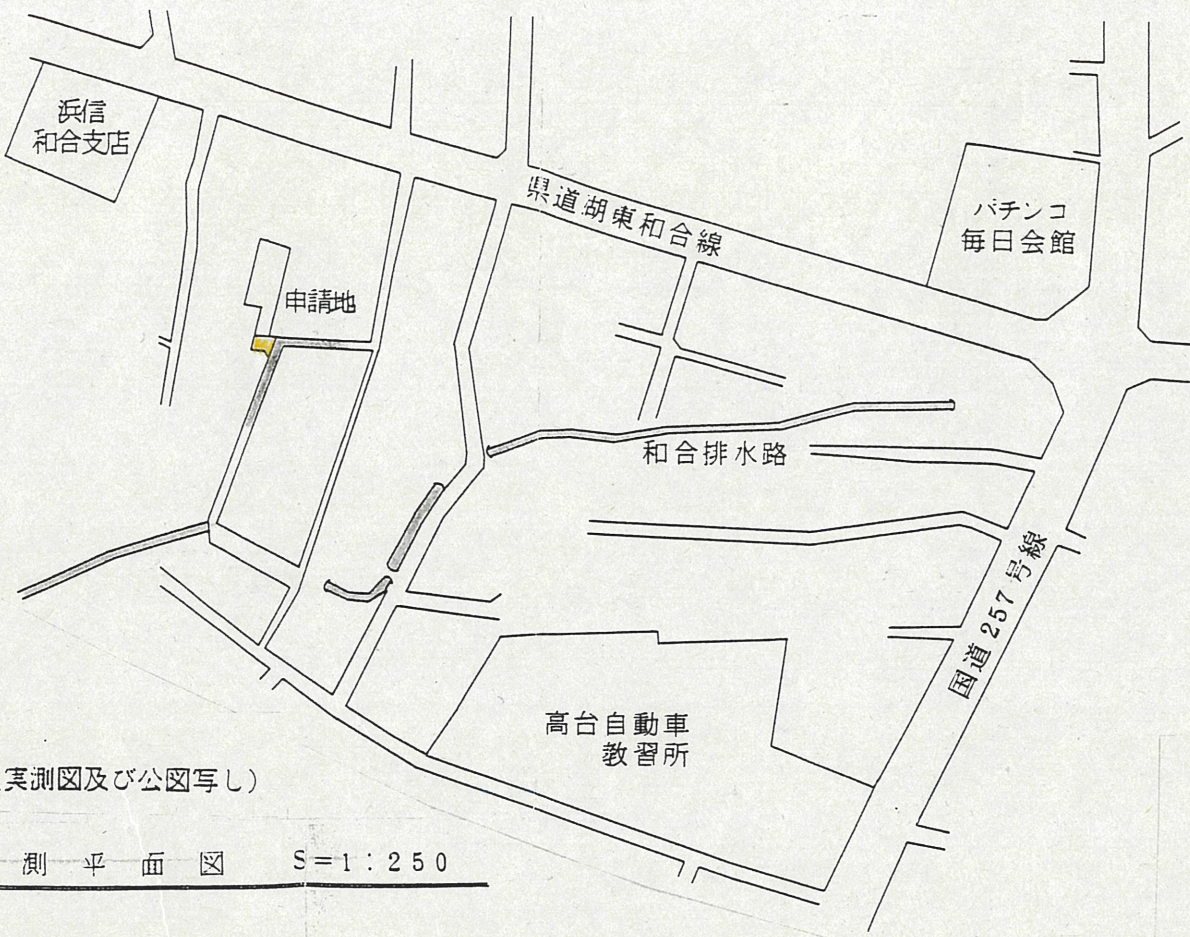 浜信
和合支店
県道湖東和合線
パチンコ
毎日会館
申請地
和合排水路
国道257号線
高台自動車
教習所
実測図及び公図写し)
測平面図 S=1:250